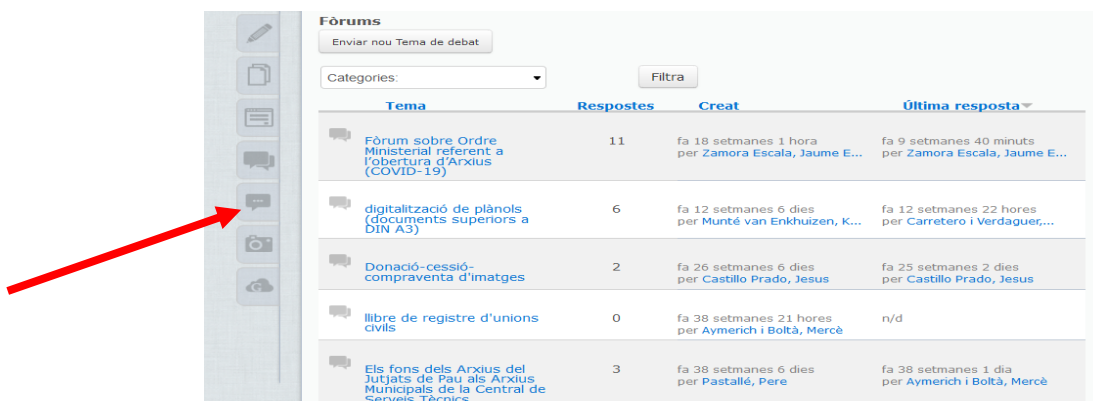 Fòrums
Enviar nou Tema de debat
Categories:
Filtra
Tema Respostes Creat Última resposta
Fòrum sobre Ordre 11 fa 18 setmanes 1 hora fa 9 setmanes 40 minuts
Ministerial referent a per Zamora Escala, Jaume E... per Zamora Escala, Jaume E...
l'obertura d'Arxius
(COVID-19)
digitalització de plànols 6 fa 12 setmanes 6 dies fa 12 setmanes 22 hores
(documents superiors a per Munté van Enkhuizen, K... per Carretero i Verdaguer,...
DIN A3)
Donació-cessió- 2 fa 26 setmanes 6 dies fa 25 setmanes 2 dies
compraventa d'imatges per Castillo Prado, Jesus per Castillo Prado, Jesus
llibre de registre d'unions 0 fa 38 setmanes 21 hores n/d
civils per Aymerich i Boltà, Mercè
Els fons dels Arxius del 3 fa 38 setmanes 6 dies fa 38 setmanes 1 dia
Jutjats de Pau als Arxius per Pastallé, Pere per Aymerich i Boltà, Mercè
Municipals de la Central de
Serveis Tècnics